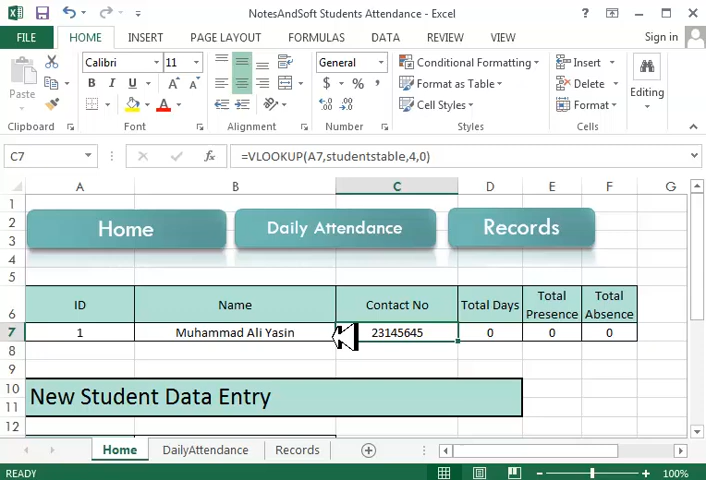 NotesAndSoft Students Attendance - Excel
FILE HOME INSERT PAGE LAYOUT FORMULAS DATA REVIEW VIEW Sign in
Paste
Calibri 11
B I U A A
A
General
$ % ,
Conditional Formatting
Format as Table
Cell Styles
Insert
Delete
Format
Editing
Clipboard Font Alignment Number Styles Cells
C7 fx =VLOOKUP(A7,studentstable,4,0)
A B C D E F G
1
2
3
4
Home Daily Attendance Records
5
6 ID Name Contact No Total Days Total Presence Total Absence
7 1 Muhammad Ali Yasin 23145645 0 0 0
8
9
10
11
New Student Data Entry
12
Home DailyAttendance Records
READY 100%